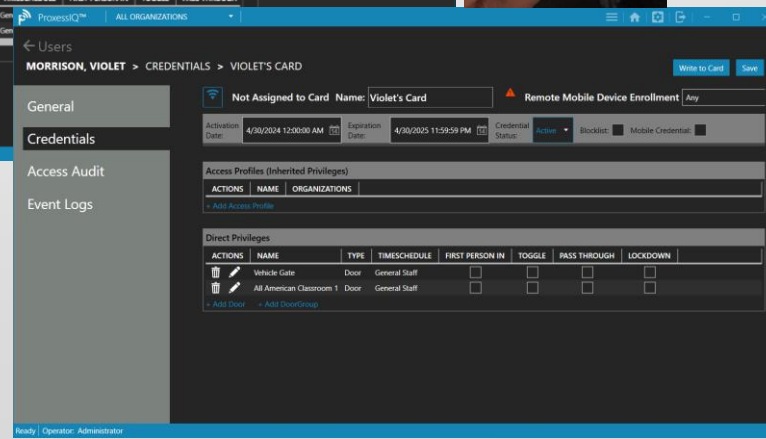 ProxessIQ™ ALL ORGANIZATIONS
Users
MORRISON, VIOLET > CREDENTIALS > VIOLET'S CARD
Write to Card Save
General
Credentials
Access Audit
Event Logs
Not Assigned to Card Name: Violet's Card Remote Mobile Device Enrollment Any
Activation Date: 4/30/2024 12:00:00 AM Expiration Date: 4/30/2025 11:59:59 PM Credential Status: Active Blocklist: Mobile Credential:
Access Profiles (Inherited Privileges)
ACTIONS NAME ORGANIZATIONS
+ Add Access Profile
Direct Privileges
ACTIONS NAME TYPE TIMESCHEDULE FIRST PERSON IN TOGGLE PASS THROUGH LOCKDOWN
Vehicle Gate Door General Staff
All American Classroom 1 Door General Staff
+ Add Door + Add DoorGroup
Ready Operator: Administrator